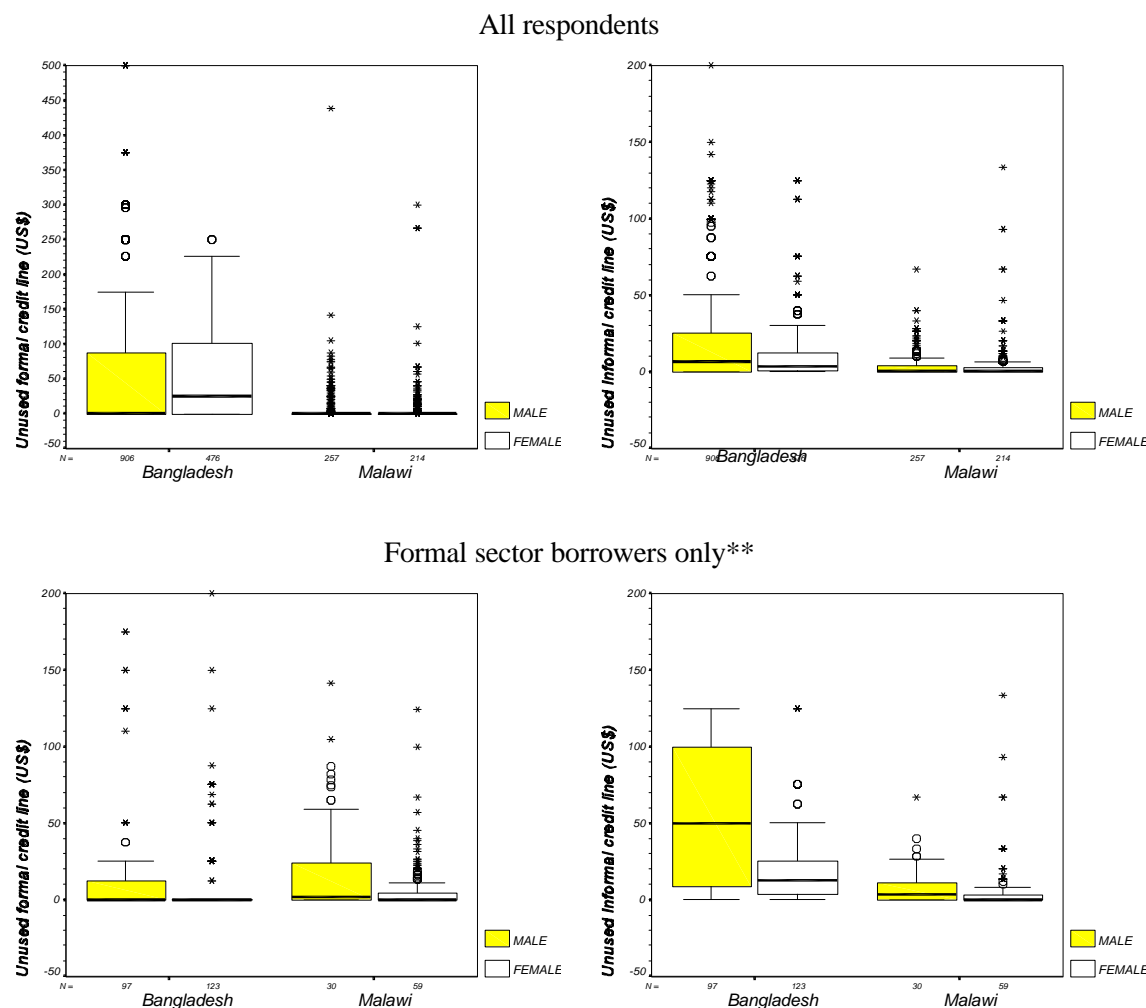 All respondents
Unused formal credit line (US$)
500
450
400
350
300
250
200
150
100
50
0
-50
N =
906
476
257
214
Bangladesh
Malawi
MALE
FEMALE
Unused Informal credit line (US$)
200
150
100
50
0
-50
N =
257
214
Bangladesh
Malawi
MALE
FEMALE
Formal sector borrowers only**
Unused formal credit line (US$)
200
150
100
50
0
-50
N =
97
123
30
59
Bangladesh
Malawi
MALE
FEMALE
Unused Informal credit line (US$)
200
150
100
50
0
-50
N =
97
123
30
59
Bangladesh
Malawi
MALE
FEMALE